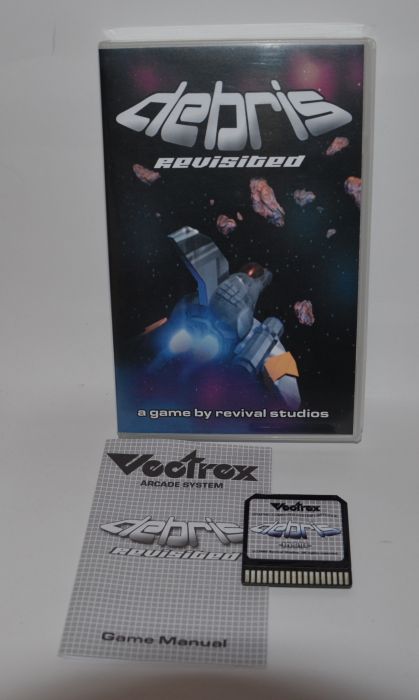 debris
Revisited
a game by revival studios
Vectrex
ARCADE SYSTEM
debris
Revisited
Game Manual
Vectrex
debris